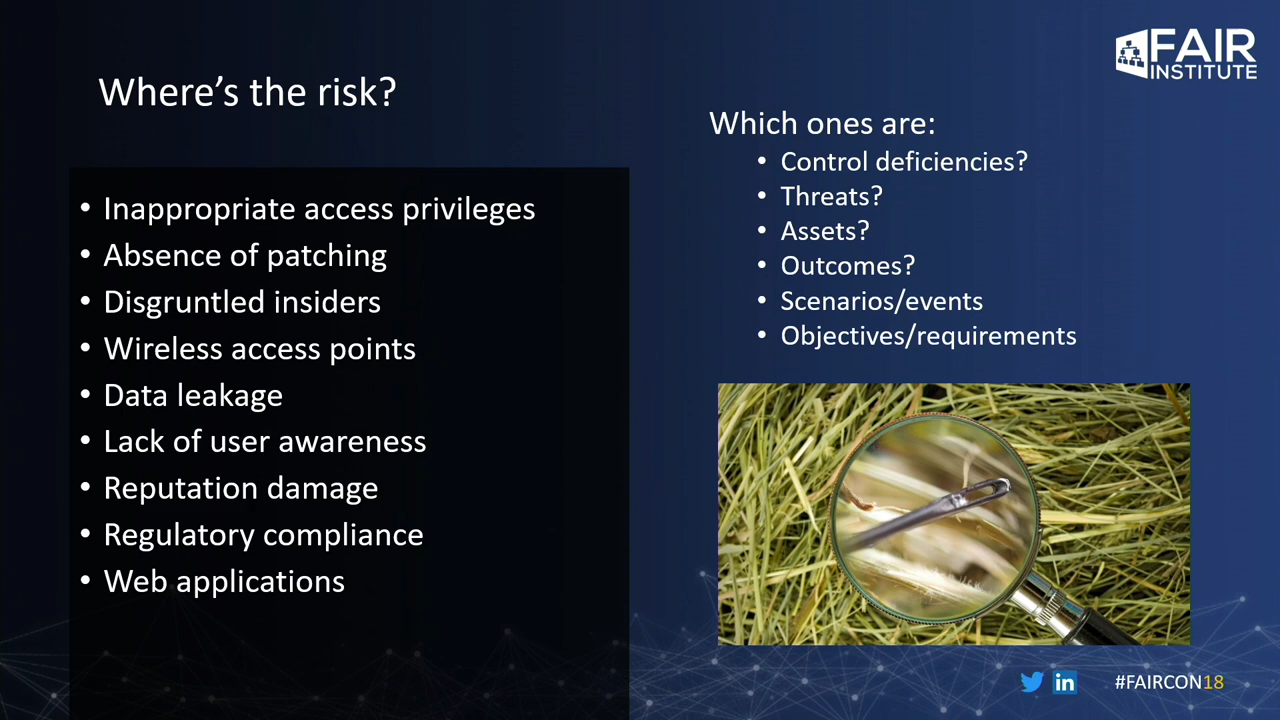 FAIR
INSTITUTE
Where’s the risk?
• Inappropriate access privileges
• Absence of patching
• Disgruntled insiders
• Wireless access points
• Data leakage
• Lack of user awareness
• Reputation damage
• Regulatory compliance
• Web applications
Which ones are:
• Control deficiencies?
• Threats?
• Assets?
• Outcomes?
• Scenarios/events
• Objectives/requirements
in
#FAIRCON18